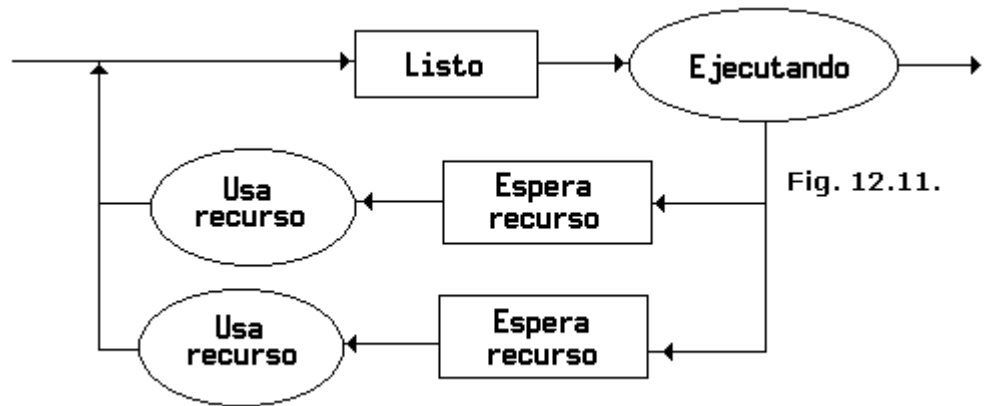 Listo
Ejecutando
Usa
recurso
Espera
recurso
Fig. 12.11.
Usa
recurso
Espera
recurso